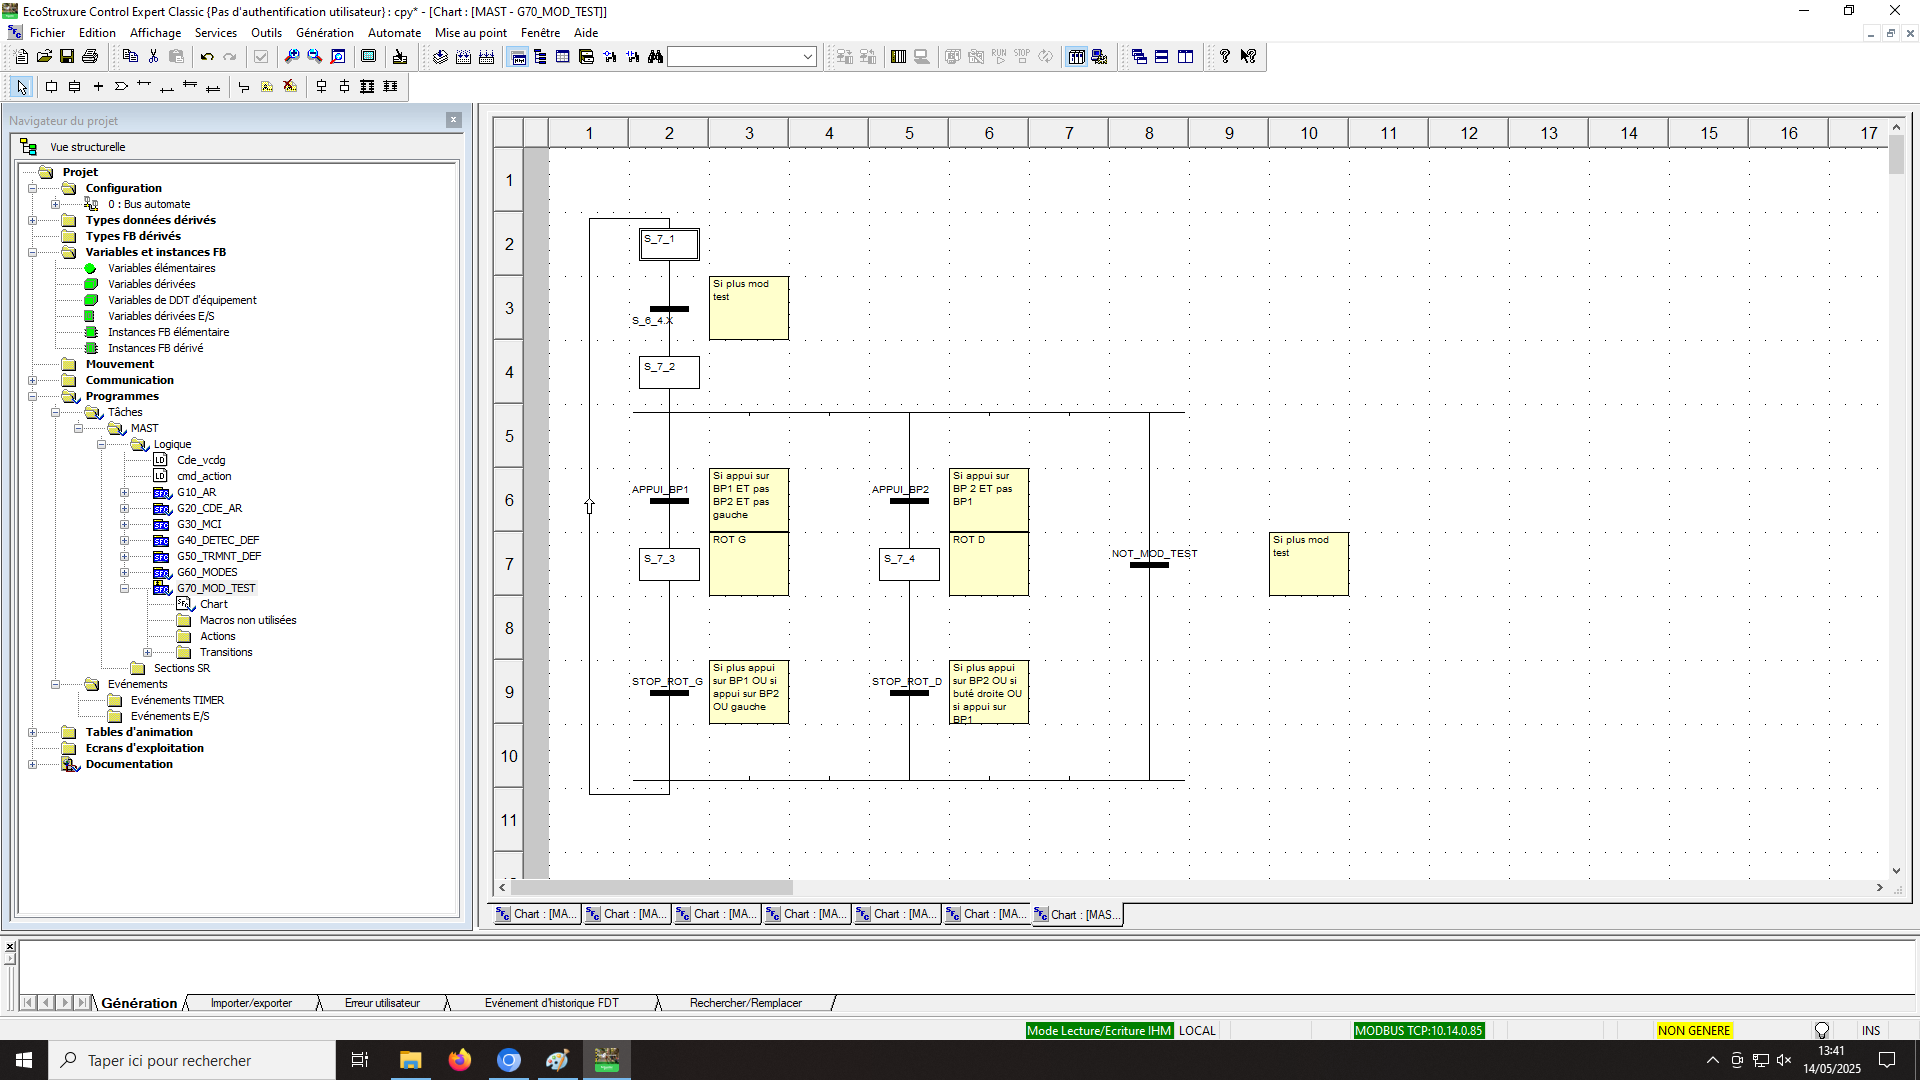 EcoStruxure Control Expert Classic {Pas d'authentification utilisateur} : cpy* - [Chart : [MAST - G70_MOD_TEST]]
Fichier Edition Affichage Services Outils Génération Automate Mise au point Fenêtre Aide
RUN STOP
Navigateur du projet
Vue structurelle
Projet
Configuration
0 : Bus automate
Types données dérivés
Types FB dérivés
Variables et instances FB
Variables élémentaires
Variables dérivées
Variables de DDT d'équipement
Variables dérivées E/S
Instances FB élémentaire
Instances FB dérivé
Mouvement
Communication
Programmes
Tâches
MAST
Logique
LD Cde_vcdg
LD cmd_action
SFC G10_AR
SFC G20_CDE_AR
SFC G30_MCI
SFC G40_DETEC_DEF
SFC G50_TRMNT_DEF
SFC G60_MODES
SFC G70_MOD_TEST
Chart
Macros non utilisées
Actions
Transitions
Sections SR
Evénements
Evénements TIMER
Evénements E/S
Tables d'animation
Ecrans d'exploitation
Documentation
1 2 3 4 5 6 7 8 9 10 11 12 13 14 15 16 17
1
2
3
4
5
6
7
8
9
10
11
S_7_1
S_6_4.X
Si plus mod
test
S_7_2
APPUI_BP1
Si appui sur
BP1 ET pas
BP2 ET pas
gauche
APPUI_BP2
Si appui sur
BP 2 ET pas
BP1
S_7_3
ROT G
S_7_4
ROT D
NOT_MOD_TEST
Si plus mod
test
STOP_ROT_G
Si plus appui
sur BP1 OU si
appui sur BP2
OU gauche
STOP_ROT_D
Si plus appui
sur BP2 OU si
buté droite OU
si appui sur
BP1
Chart : [MA... Chart : [MA... Chart : [MA... Chart : [MA... Chart : [MA... Chart : [MA... Chart : [MAS...
Génération Importer/exporter Erreur utilisateur Evénement d'historique FDT Rechercher/Remplacer
Mode Lecture/Ecriture IHM LOCAL MODBUS TCP:10.14.0.85 NON GENERE INS
Taper ici pour rechercher
13:41
14/05/2025